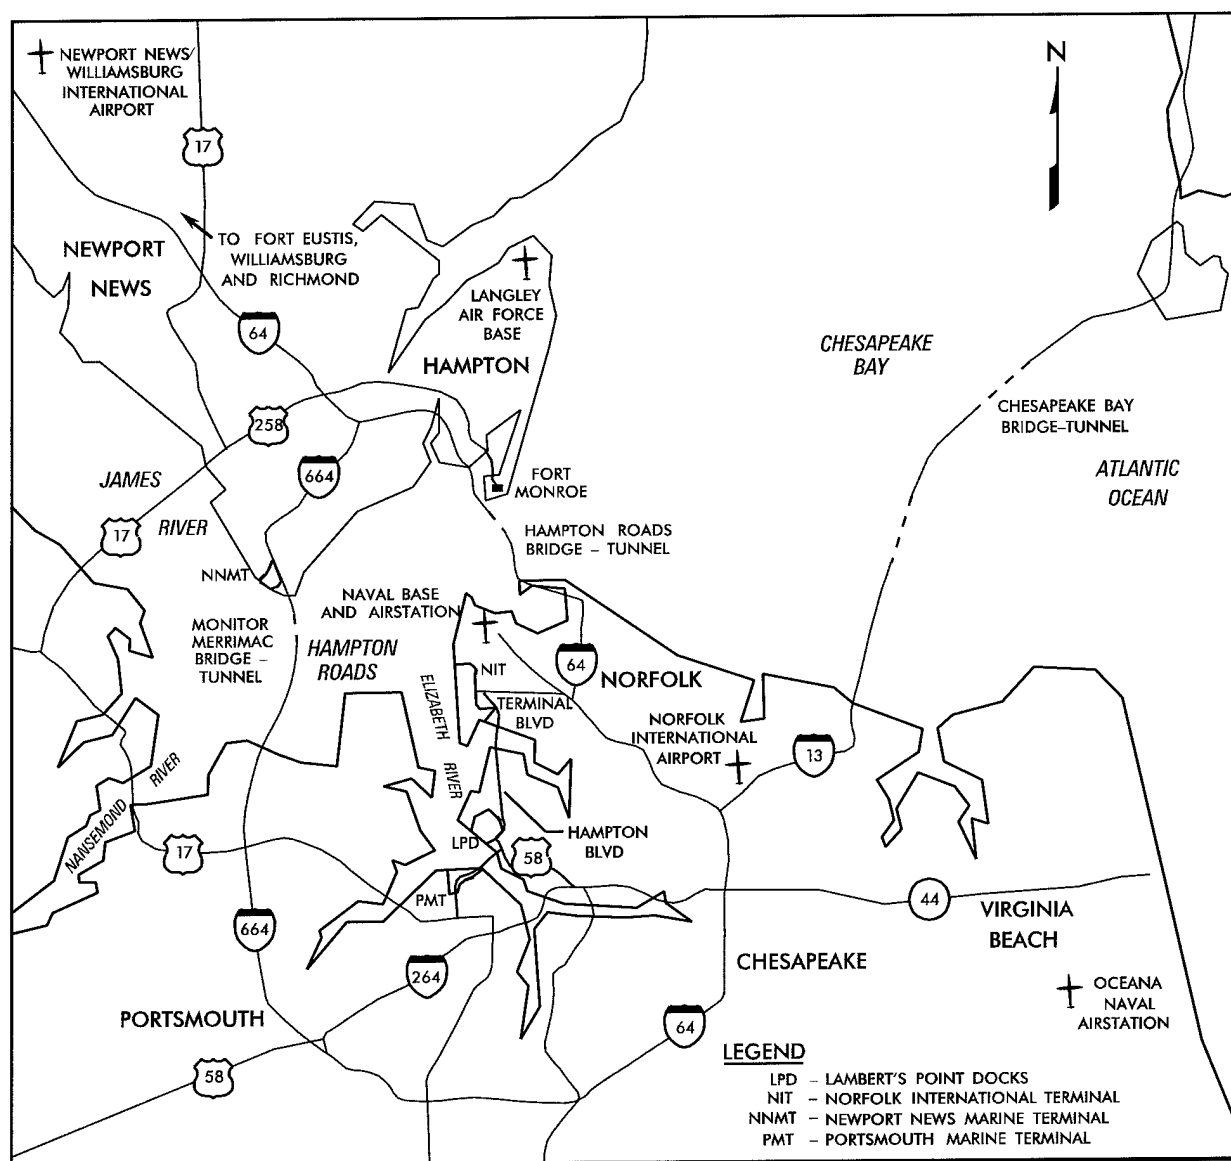 NEWPORT NEWS/
WILLIAMSBURG
INTERNATIONAL
AIRPORT
N
17
TO FORT EUSTIS,
WILLIAMSBURG
AND RICHMOND
NEWPORT
NEWS
LANGLEY
AIR FORCE
BASE
64
HAMPTON
CHESAPEAKE
BAY
CHESAPEAKE BAY
BRIDGE-TUNNEL
258
664
JAMES
RIVER
17
FORT
MONROE
ATLANTIC
OCEAN
HAMPTON ROADS
BRIDGE - TUNNEL
NNMT
NAVAL BASE
AND AIRSTATION
MONITOR
MERRIMAC
BRIDGE -
TUNNEL
HAMPTON
ROADS
ELIZABETH
RIVER
NIT
64
NORFOLK
TERMINAL
BLVD
NORFOLK
INTERNATIONAL
AIRPORT
13
NANSEMOND
RIVER
17
LPD
58
HAMPTON
BLVD
PMT
44
VIRGINIA
BEACH
664
264
CHESAPEAKE
OCEANA
NAVAL
AIRSTATION
PORTSMOUTH
64
58
LEGEND
LPD - LAMBERT'S POINT DOCKS
NIT - NORFOLK INTERNATIONAL TERMINAL
NNMT - NEWPORT NEWS MARINE TERMINAL
PMT - PORTSMOUTH MARINE TERMINAL